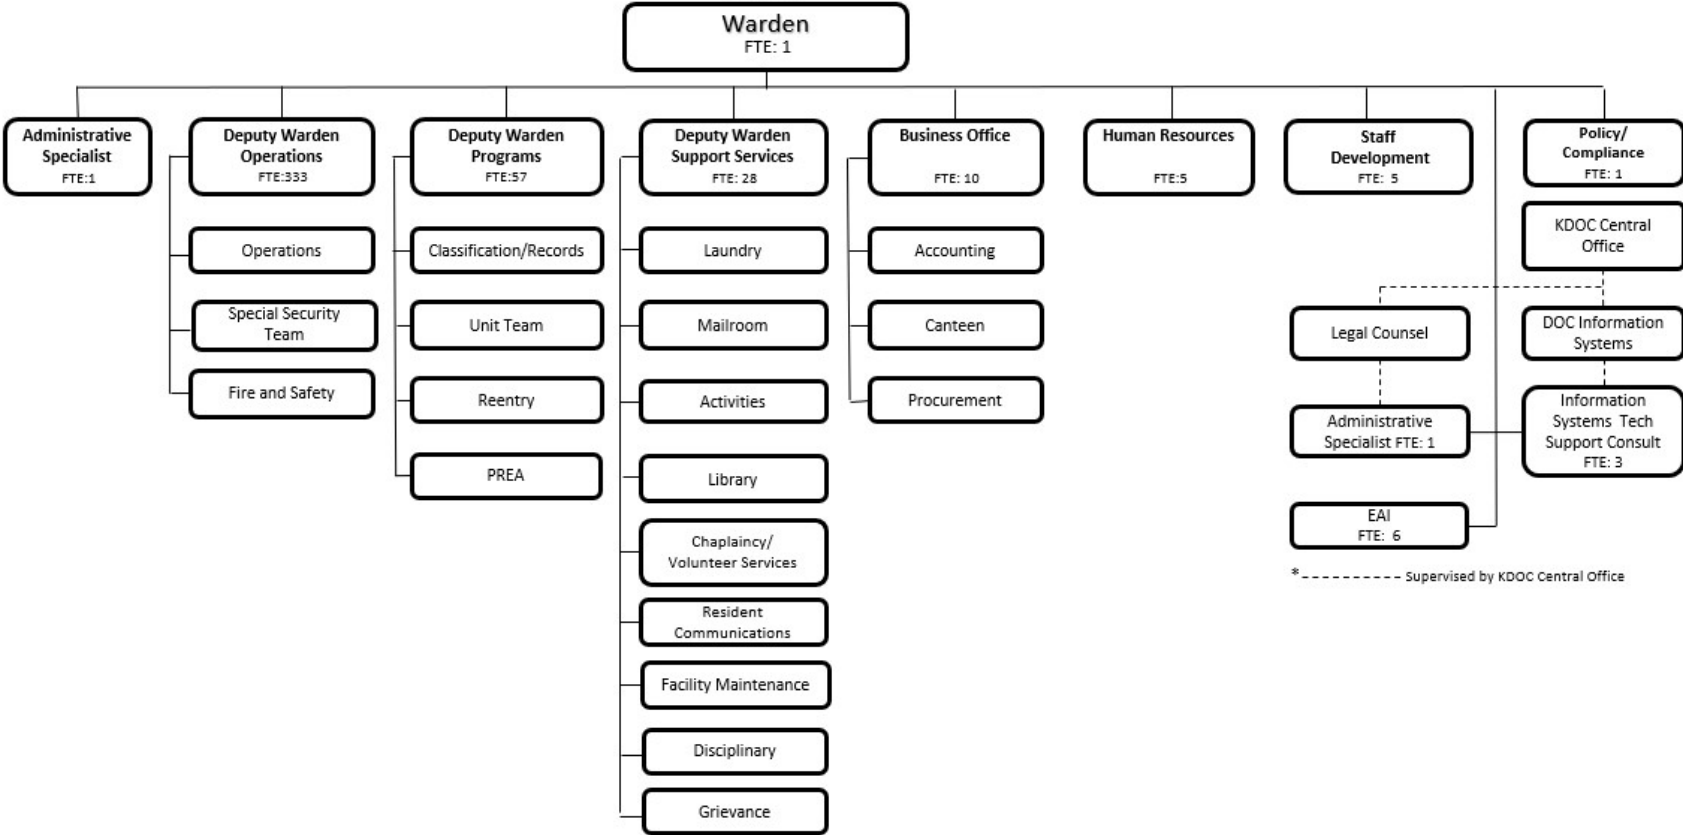 Warden
FTE: 1
Administrative
Specialist
FTE:1
Deputy Warden
Operations
FTE:333
Deputy Warden
Programs
FTE:57
Deputy Warden
Support Services
FTE: 28
Business Office
FTE: 10
Human Resources
FTE:5
Staff
Development
FTE: 5
Policy/
Compliance
FTE: 1
Operations
Special Security
Team
Fire and Safety
Classification/Records
Unit Team
Reentry
PREA
Laundry
Mailroom
Activities
Library
Chaplaincy/
Volunteer Services
Resident
Communications
Facility Maintenance
Disciplinary
Grievance
Accounting
Canteen
Procurement
KDOC Central
Office
Legal Counsel
DOC Information
Systems
Administrative
Specialist FTE: 1
Information
Systems Tech
Support Consult
FTE: 3
EAI
FTE: 6
* - - - - - - - - - - - Supervised by KDOC Central Office